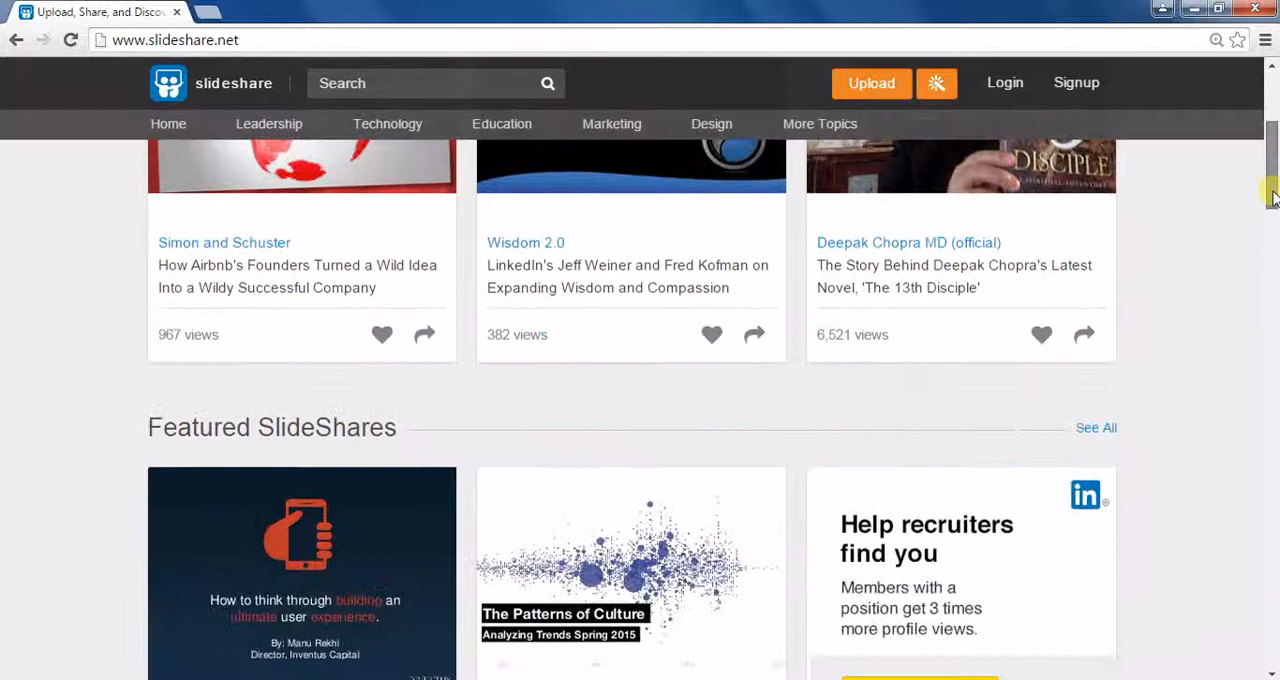 Upload, Share, and Disco
www.slideshare.net
slideshare
Search
Upload
Login
Signup
Home
Leadership
Technology
Education
Marketing
Design
More Topics
DISCIPLE
Simon and Schuster
How Airbnb's Founders Turned a Wild Idea
Into a Wildy Successful Company
967 views
Wisdom 2.0
LinkedIn's Jeff Weiner and Fred Kofman on
Expanding Wisdom and Compassion
382 views
Deepak Chopra MD (official)
The Story Behind Deepak Chopra's Latest
Novel, 'The 13th Disciple'
6,521 views
Featured SlideShares
See All
How to think through building an
ultimate user experience.
By: Manu Rekhi
Director, Inventus Capital
The Patterns of Culture
Analyzing Trends Spring 2015
in
Help recruiters
find you
Members with a
position get 3 times
more profile views.